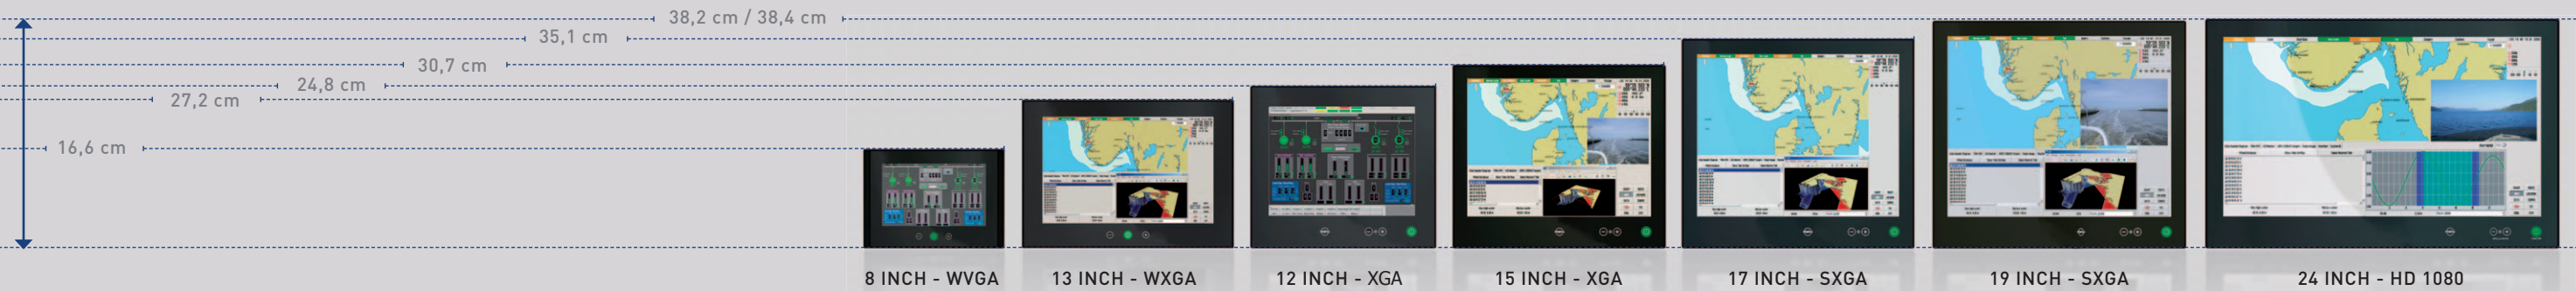 38,2 cm / 38,4 cm
35,1 cm
30,7 cm
24,8 cm
27,2 cm
16,6 cm
8 INCH - WVGA
13 INCH - WXGA
12 INCH - XGA
15 INCH - XGA
17 INCH - SXGA
19 INCH - SXGA
24 INCH - HD 1080